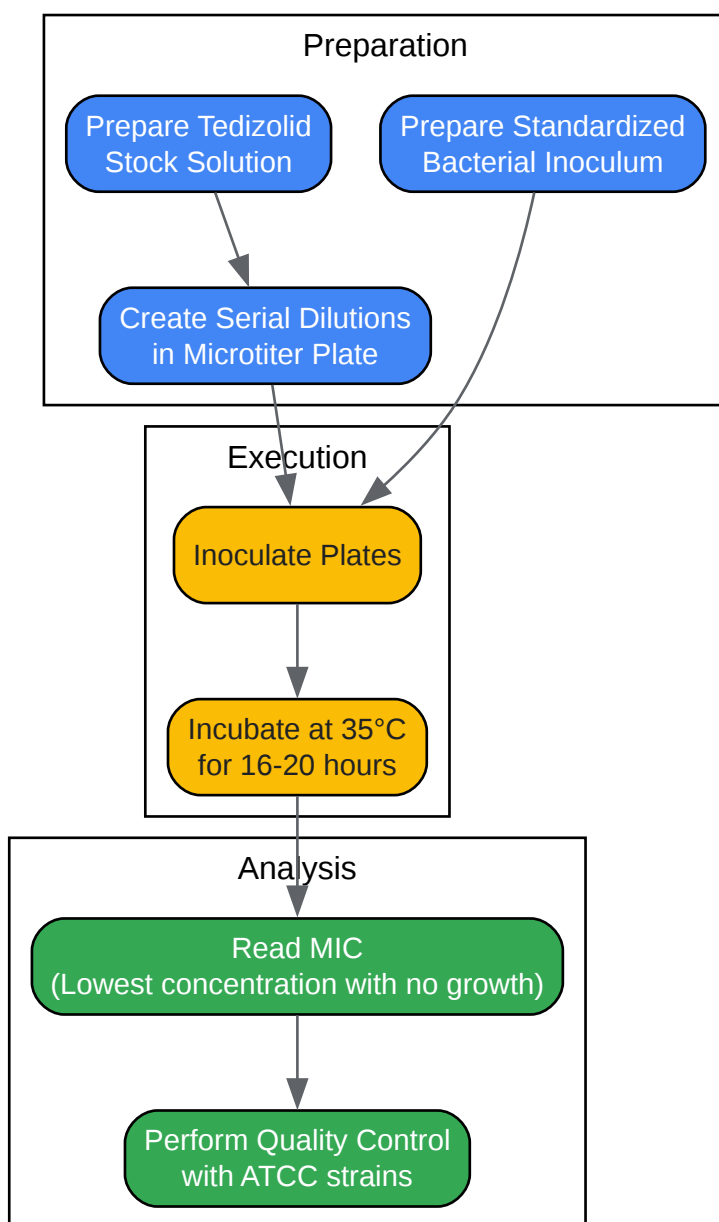 Preparation
Prepare Tedizolid
Stock Solution
Prepare Standardized
Bacterial Inoculum
Create Serial Dilutions
in Microtiter Plate
Execution
Inoculate Plates
Incubate at 35°C
for 16-20 hours
Analysis
Read MIC
(Lowest concentration with no growth)
Perform Quality Control
with ATCC strains